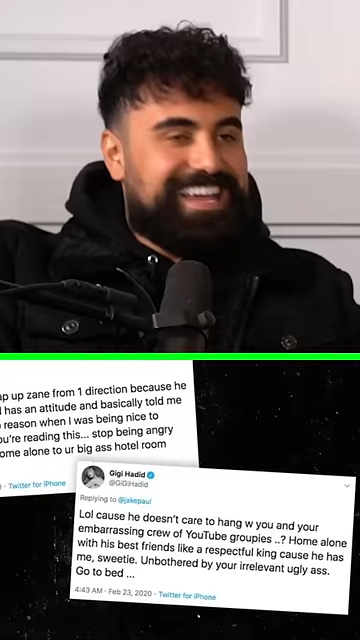 ap up zane from 1 direction because he
has an attitude and basically told me
reason when I was being nice to
ou're reading this... stop being angry
ome alone to ur big ass hotel room
Twitter for iPhone
Gigi Hadid
@GiGiHadid
Replying to @jakepaul
Lol cause he doesn't care to hang w you and your
embarrassing crew of YouTube groupies ..? Home alone
with his best friends like a respectful king cause he has
me, sweetie. Unbothered by your irrelevant ugly ass.
Go to bed ...
4:43 AM · Feb 23, 2020 · Twitter for iPhone